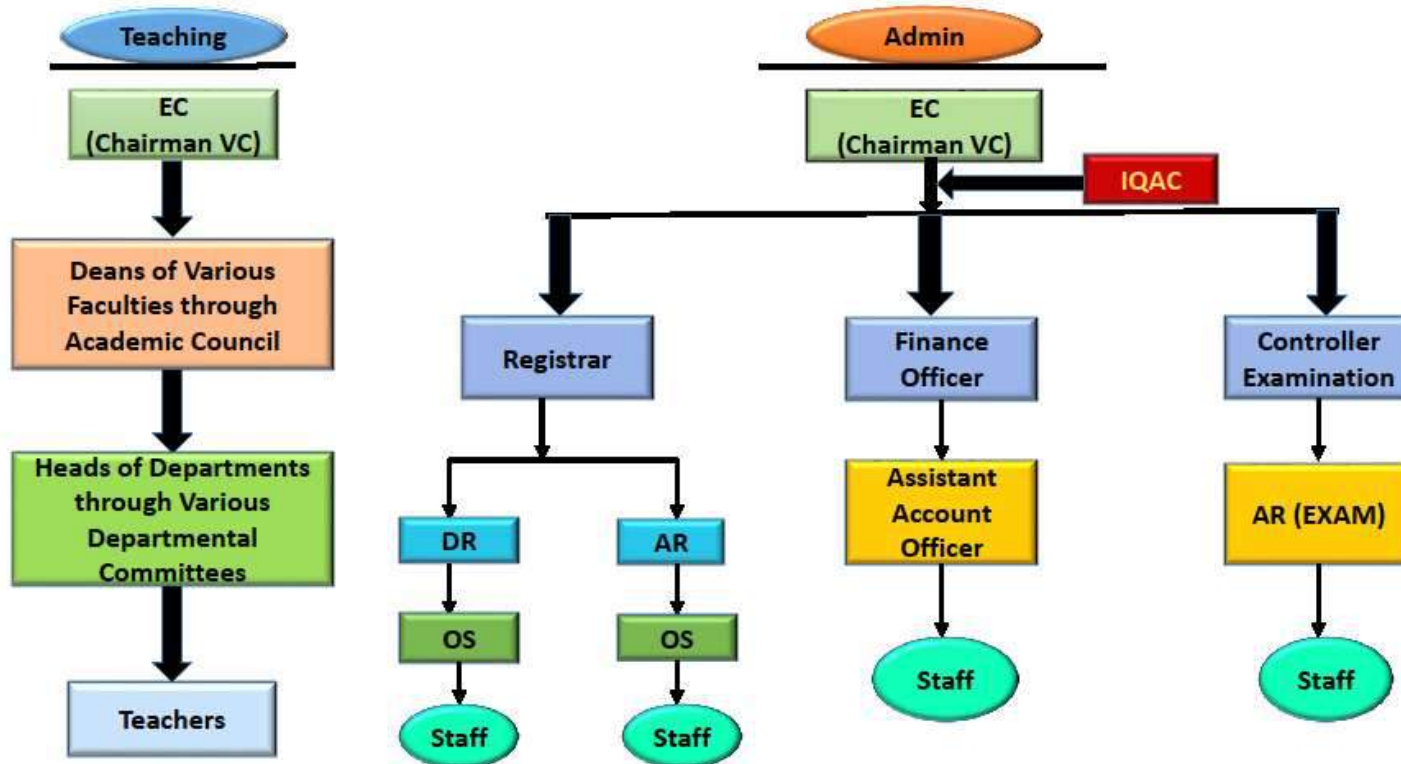 Teaching
EC
(Chairman VC)
Deans of Various
Faculties through
Academic Council
Heads of Departments
through Various
Departmental
Committees
Teachers
Admin
EC
(Chairman VC)
IQAC
Registrar
Finance
Officer
Controller
Examination
DR
AR
Assistant
Account
Officer
AR (EXAM)
OS
OS
Staff
Staff
Staff
Staff